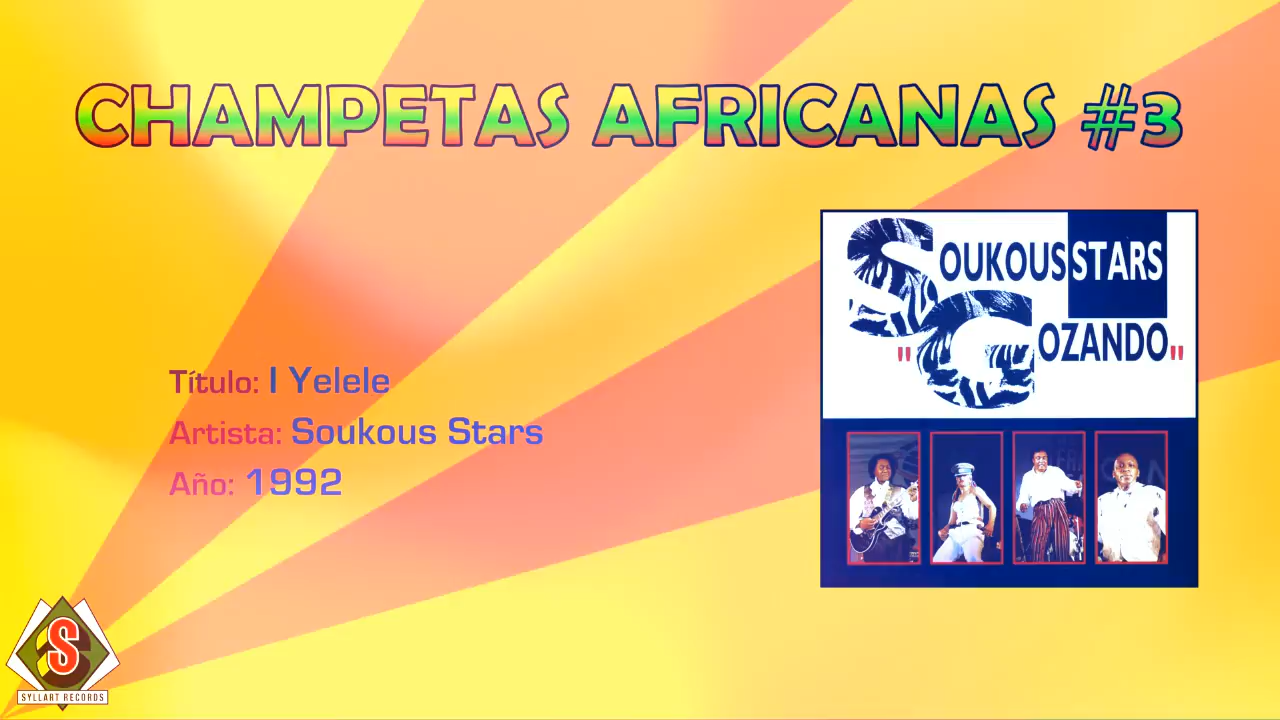 CHAMPETAS AFRICANAS #3
SOUKOUS STARS
"GOZANDO"
Título: I Yelele
Artista: Soukous Stars
Año: 1992
S
SYLLART RECORDS